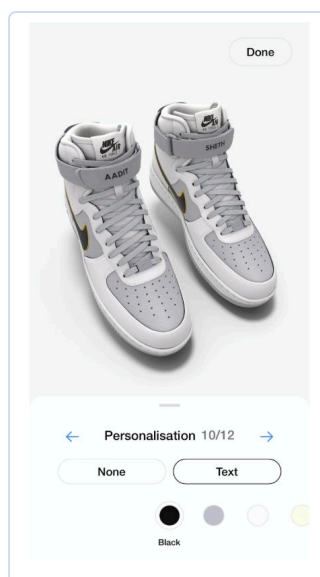 Done
NIKE
AIR
AADIT
NIKE
AIR
SHETH
← Personalisation 10/12 →
None Text
Black